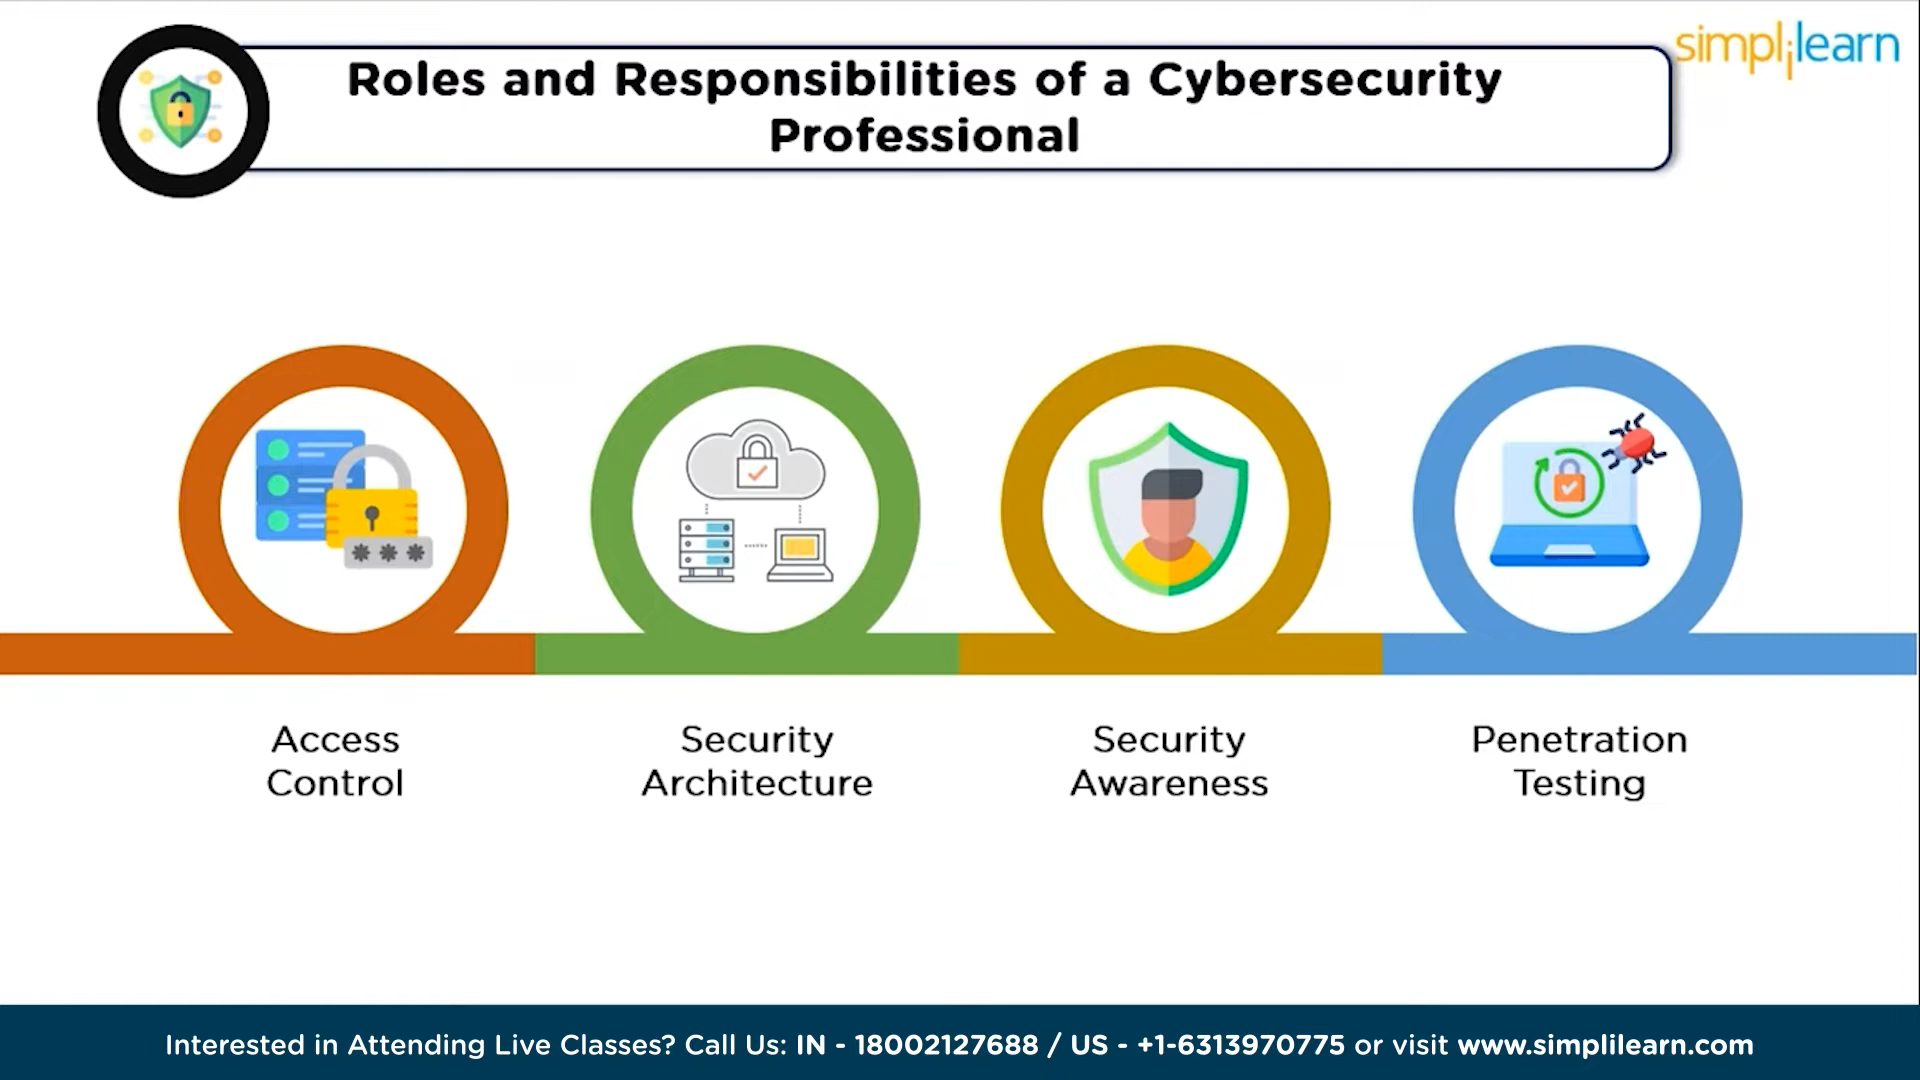 simplilearn
Roles and Responsibilities of a Cybersecurity
Professional
Access
Control
Security
Architecture
Security
Awareness
Penetration
Testing
Interested in Attending Live Classes? Call Us: IN - 18002127688 / US - +1-6313970775 or visit www.simplilearn.com